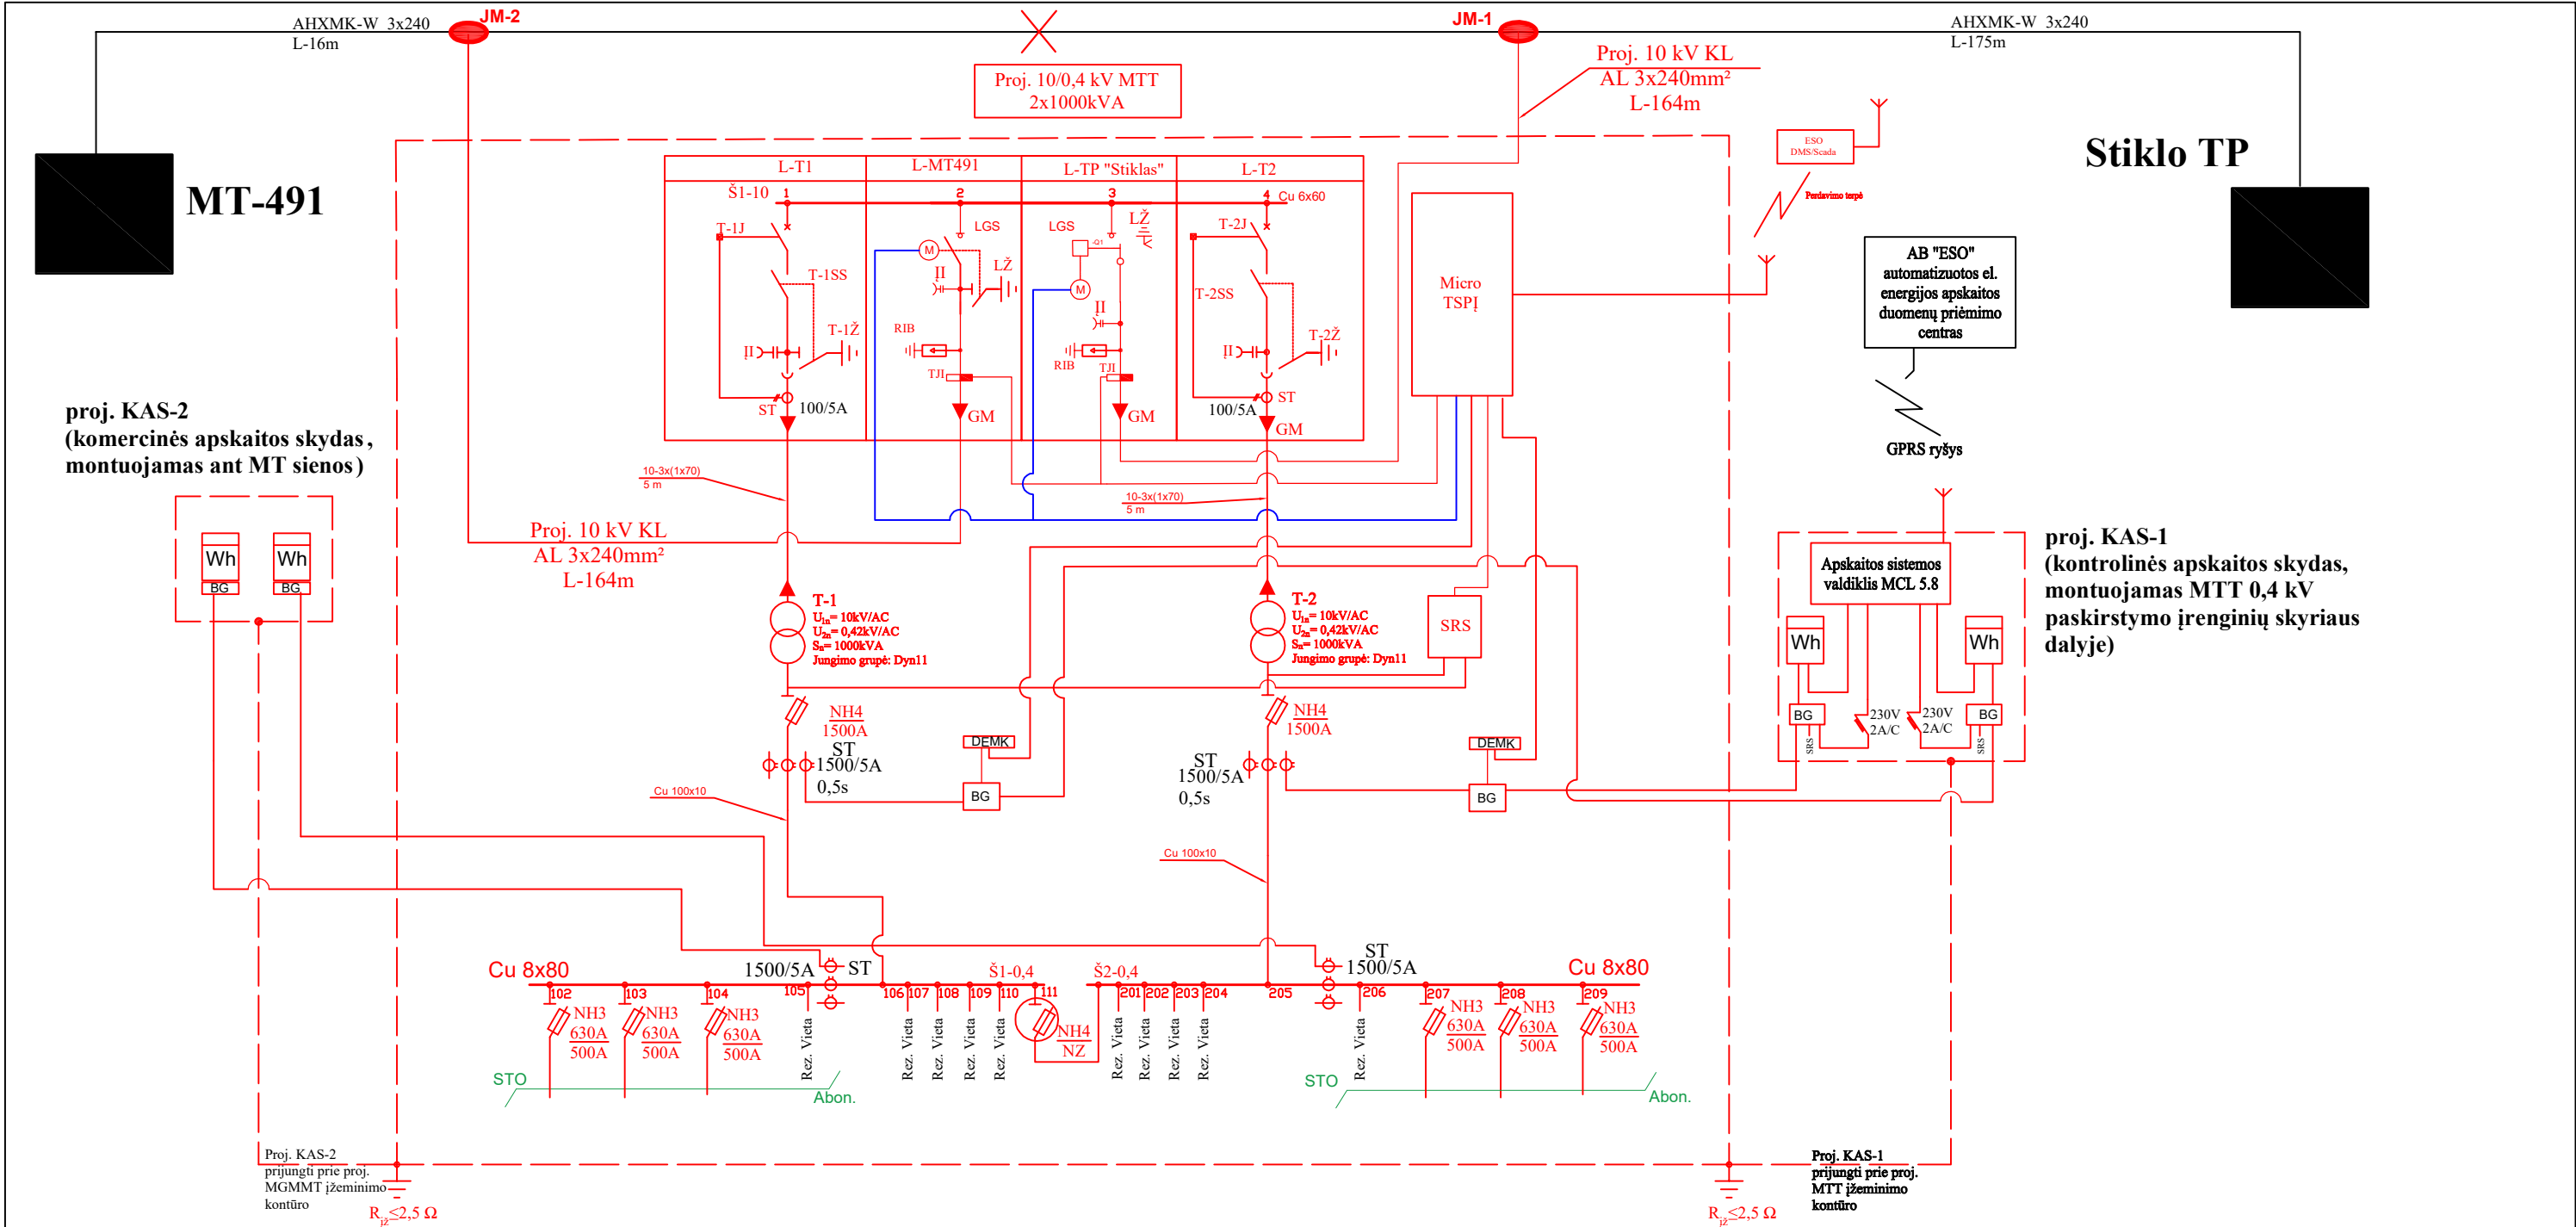 AHXMK-W 3x240
L-16m
JM-2
JM-1
AHXMK-W 3x240
L-175m
Proj. 10/0,4 kV MTT
2x1000kVA
Proj. 10 kV KL
AL 3x240mm²
L-164m
MT-491
Stiklo TP
ESO
DMS/Scada
Perdavimo terpė
L-T1
L-MT491
L-TP "Stiklas"
L-T2
Š1-10
1
2
3
4
Cu 6x60
T-1J
LGS
LGS
-Q1
LŽ
T-2J
M
M
T-1SS
ĮĮ
LŽ
T-2SS
ĮĮ
T-1Ž
ĮĮ
RIB
RIB
TJI
TJI
T-2Ž
ĮĮ
ST
100/5A
GM
GM
ST
100/5A
GM
Micro
TSPĮ
AB "ESO"
automatizuotos el.
energijos apskaitos
duomenų priėmimo
centras
GPRS ryšys
proj. KAS-2
(komercinės apskaitos skydas,
montuojamas ant MT sienos)
10-3x(1x70)
5 m
10-3x(1x70)
5 m
Proj. 10 kV KL
AL 3x240mm²
L-164m
Wh
Wh
BG
BG
proj. KAS-1
(kontrolinės apskaitos skydas,
montuojamas MTT 0,4 kV
paskirstymo įrenginių skyriaus
dalyje)
Apskaitos sistemos
valdiklis MCL 5.8
Wh
Wh
BG
BG
SRS
SRS
230V
2A/C
230V
2A/C
T-1
U1n= 10kV/AC
U2n= 0,42kV/AC
Sn= 1000kVA
Jungimo grupė: Dyn11
T-2
U1n= 10kV/AC
U2n= 0,42kV/AC
Sn= 1000kVA
Jungimo grupė: Dyn11
SRS
NH4
1500A
NH4
1500A
ST
1500/5A
0,5s
DEMK
BG
ST
1500/5A
0,5s
DEMK
BG
Cu 100x10
Cu 100x10
Cu 8x80
1500/5A
ST
Š1-0,4
Š2-0,4
ST
1500/5A
Cu 8x80
102
103
104
105
106
107
108
109
110
111
201
202
203
204
205
206
207
208
209
NH3
630A
500A
NH3
630A
500A
NH3
630A
500A
Rez. Vieta
Rez. Vieta
Rez. Vieta
Rez. Vieta
Rez. Vieta
NH4
NZ
Rez. Vieta
Rez. Vieta
Rez. Vieta
Rez. Vieta
Rez. Vieta
NH3
630A
500A
NH3
630A
500A
NH3
630A
500A
STO
Abon.
STO
Abon.
Proj. KAS-2
prijungti prie proj.
MGMMT įžeminimo
kontūro
Rįž≤2,5 Ω
Rįž≤2,5 Ω
Proj. KAS-1
prijungti prie proj.
MTT įžeminimo
kontūro